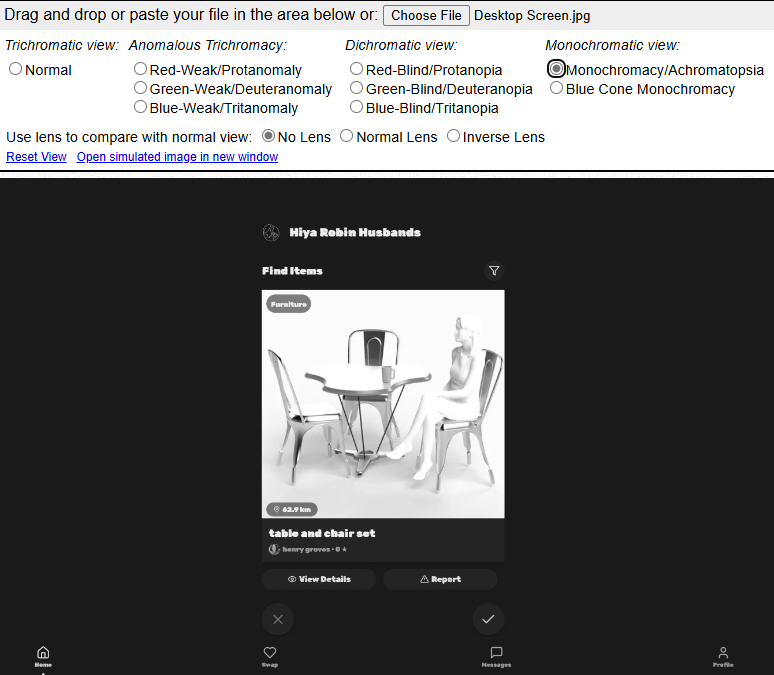 Drag and drop or paste your file in the area below or: Choose File Desktop Screen.jpg
Trichromatic view: Anomalous Trichromacy: Dichromatic view: Monochromatic view:
Normal Red-Weak/Protanomaly Red-Blind/Protanopia Monochromacy/Achromatopsia
Green-Weak/Deuteranomaly Green-Blind/Deuteranopia Blue Cone Monochromacy
Blue-Weak/Tritanomaly Blue-Blind/Tritanopia
Use lens to compare with normal view: No Lens Normal Lens Inverse Lens
Reset View Open simulated image in new window
Hiya Robin Husbands
Find Items
Furniture
62.9 km
table and chair set
henry groves • 0 ★
View Details Report
Home Swap Messages Profile